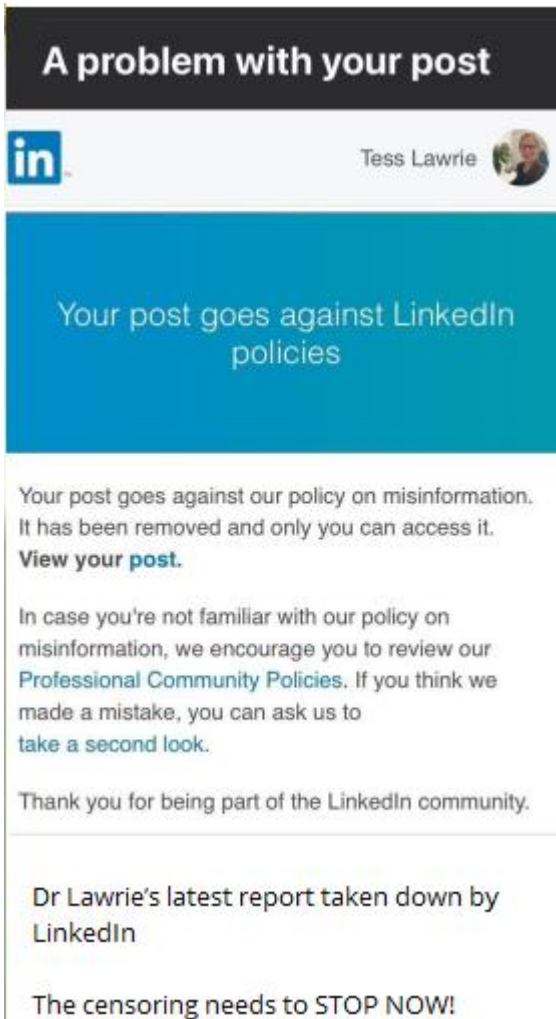 A problem with your post
in
Tess Lawrie
Your post goes against LinkedIn
policies
Your post goes against our policy on misinformation.
It has been removed and only you can access it.
View your post.
In case you're not familiar with our policy on
misinformation, we encourage you to review our
Professional Community Policies. If you think we
made a mistake, you can ask us to
take a second look.
Thank you for being part of the LinkedIn community.
Dr Lawrie's latest report taken down by
LinkedIn
The censoring needs to STOP NOW!